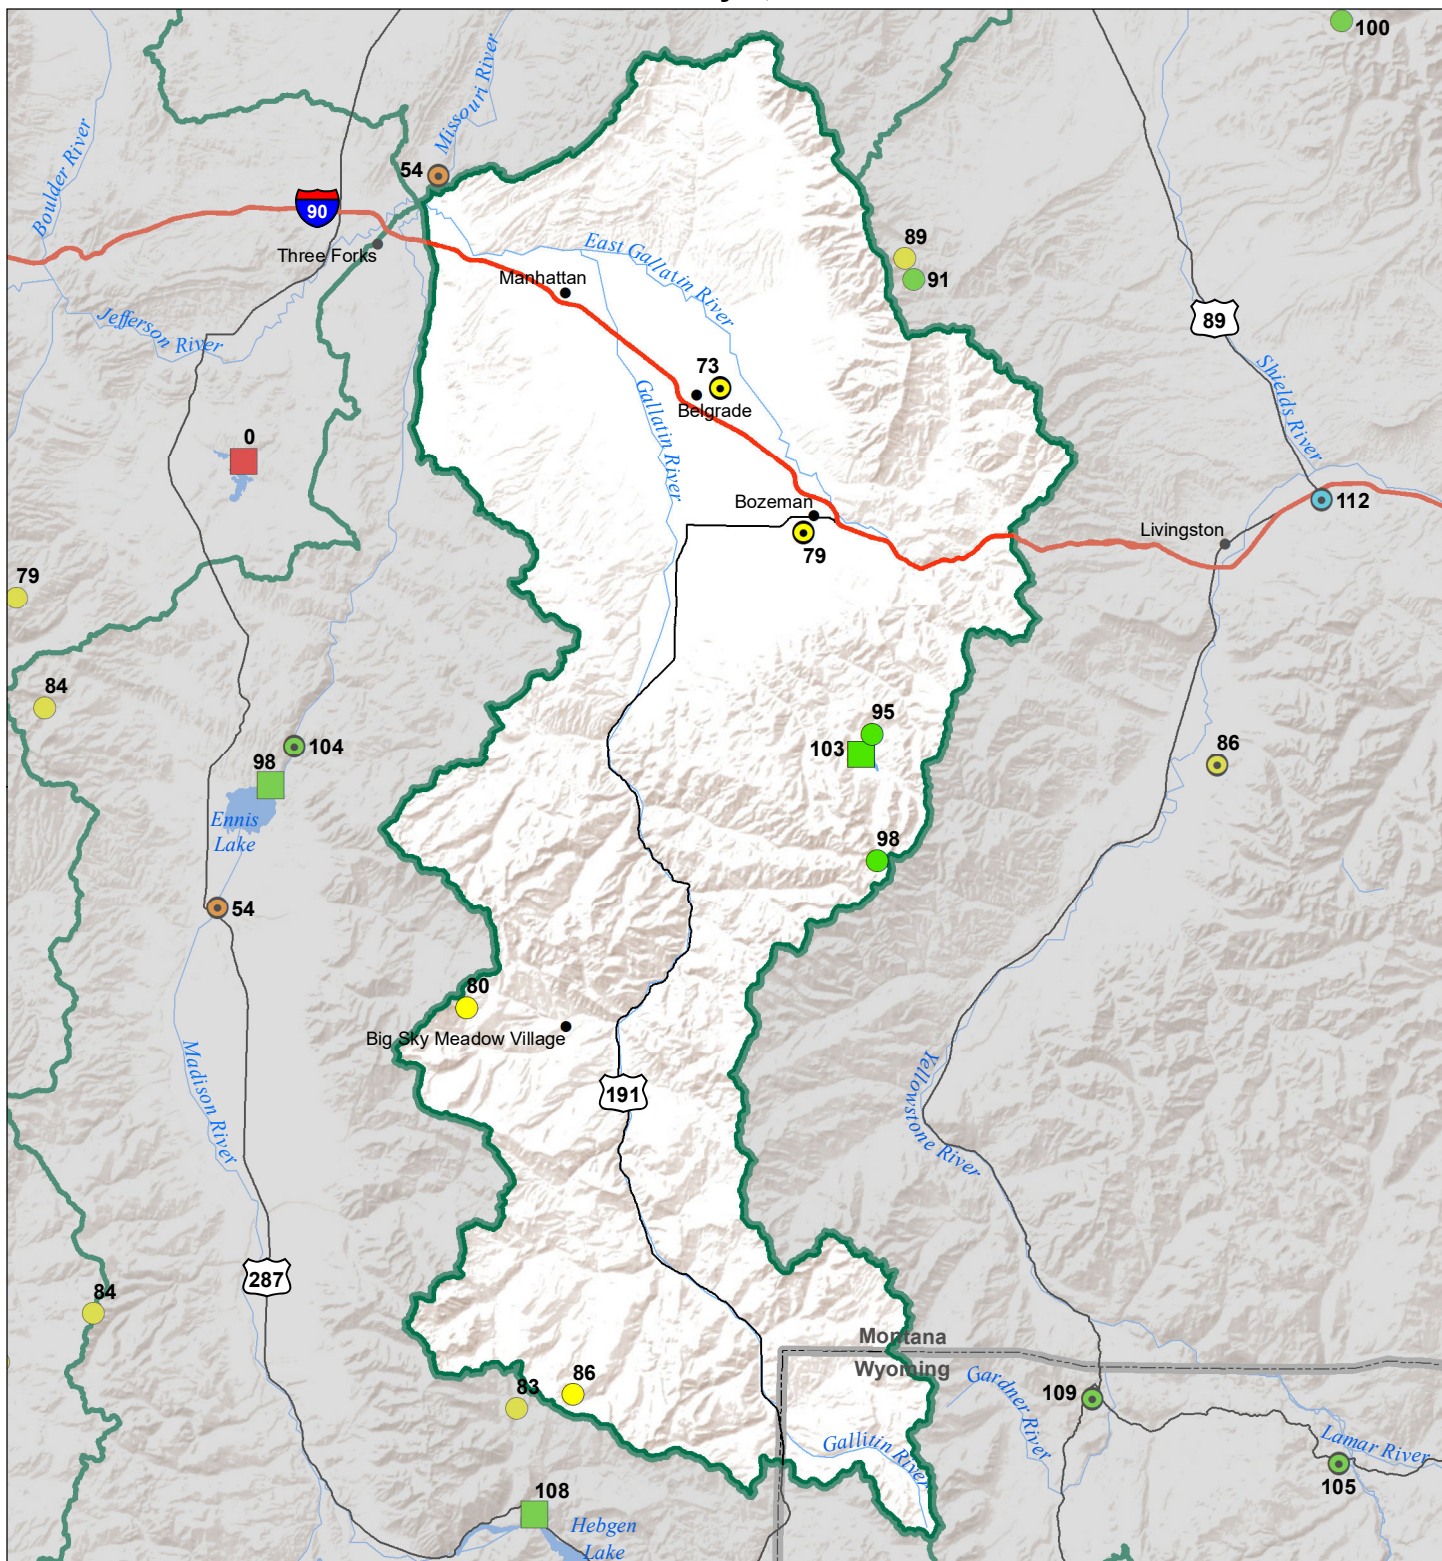 100
Missouri River
Boulder River
54
90
Three Forks
East Gallatin River
89
91
Manhattan
Jefferson River
89
Shields River
73
Belgrade
Gallatin River
0
Bozeman
79
112
Livingston
79
84
95
103
104
98
86
Ennis
Lake
98
54
80
Big Sky Meadow Village
Madison River
191
Yellowstone River
287
84
Montana
Wyoming
86
83
109
Gardner River
Gallitin River
Lamar River
105
108
Hebgen
Lake